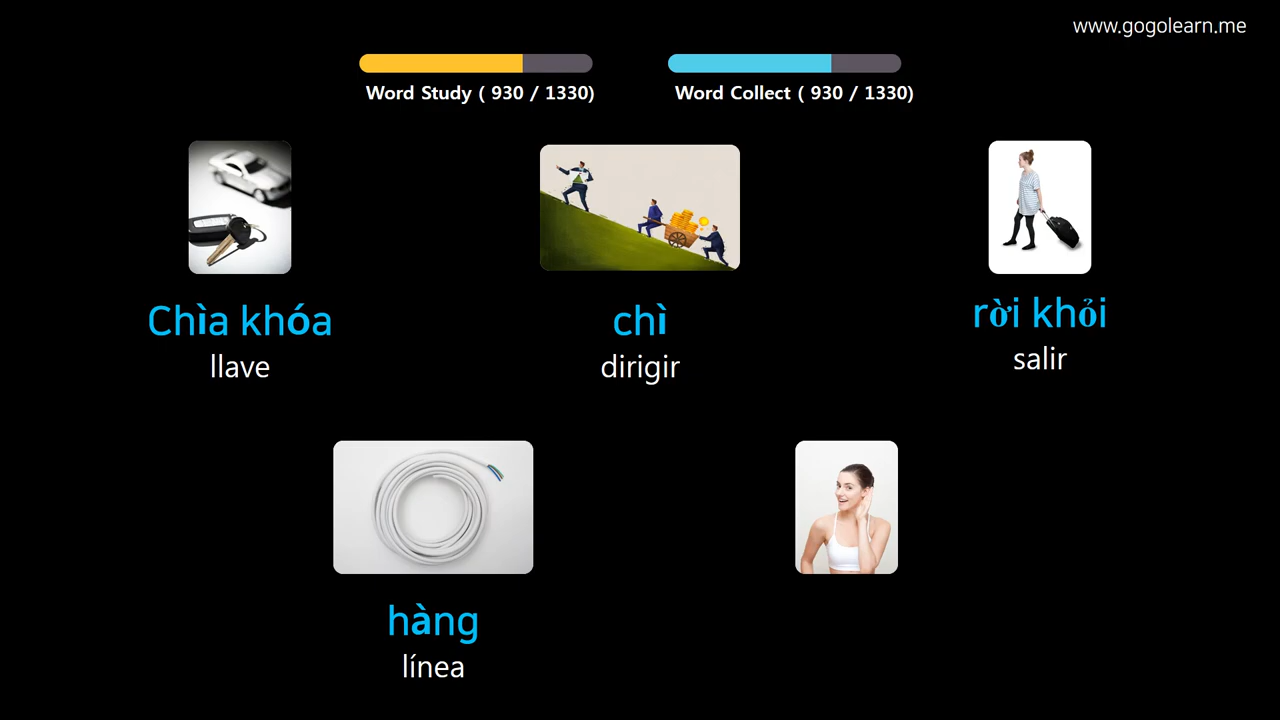 www.gogolearn.me
Word Study ( 930 / 1330)
Word Collect ( 930 / 1330)
Chìa khóa
llave
chì
dirigir
rời khỏi
salir
hàng
línea